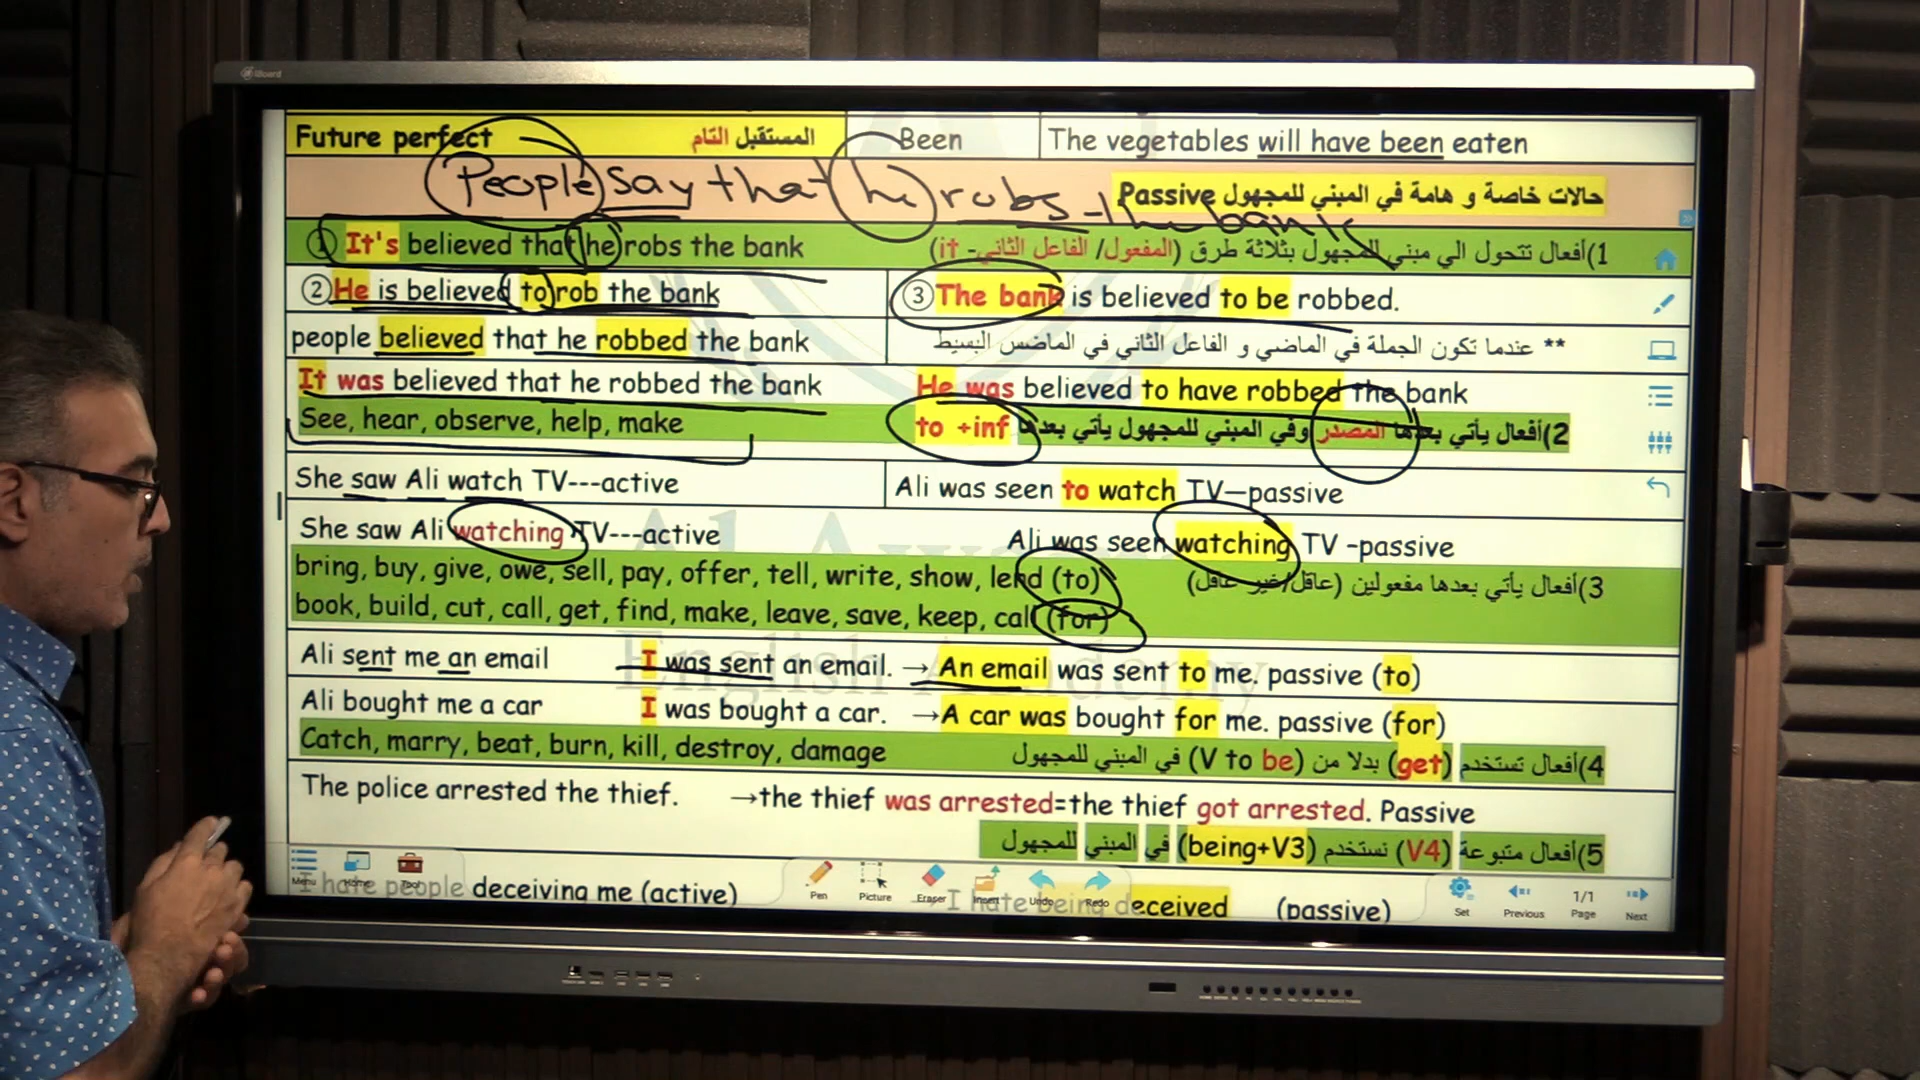 iBoard
Future perfect المستقبل التام Been The vegetables will have been eaten
People say that he robs the bank
حالات خاصة و هامة في المبني للمجهول Passive
① It's believed that he robs the bank 1)أفعال تتحول الي مبني للمجهول بثلاثة طرق (المفعول/ الفاعل الثاني- it)
②He is believed to rob the bank ③The bank is believed to be robbed.
people believed that he robbed the bank ** عندما تكون الجملة في الماضي و الفاعل الثاني في الماضس البسيط
It was believed that he robbed the bank He was believed to have robbed the bank
See, hear, observe, help, make 2)أفعال يأتي بعدها المصدر وفي المبني للمجهول يأتي بعدها to +inf
She saw Ali watch TV---active Ali was seen to watch TV—passive
She saw Ali watching TV---active Ali was seen watching TV -passive
bring, buy, give, owe, sell, pay, offer, tell, write, show, lend (to) 3)أفعال يأتي بعدها مفعولين (عاقل/غير عاقل)
book, build, cut, call, get, find, make, leave, save, keep, call (for)
English Academy
Ali sent me an email I was sent an email. →An email was sent to me. passive (to)
Ali bought me a car I was bought a car. →A car was bought for me. passive (for)
Catch, marry, beat, burn, kill, destroy, damage 4)أفعال تستخدم (get) بدلا من (V to be) في المبني للمجهول
The police arrested the thief. →the thief was arrested=the thief got arrested. Passive
5)أفعال متبوعة (V4) نستخدم (being+V3) في المبني للمجهول
I hate people deceiving me (active) I hate being deceived (passive)
Menu Home Tool Pen Picture Eraser Insert Undo Redo Set Previous 1/1 Page Next